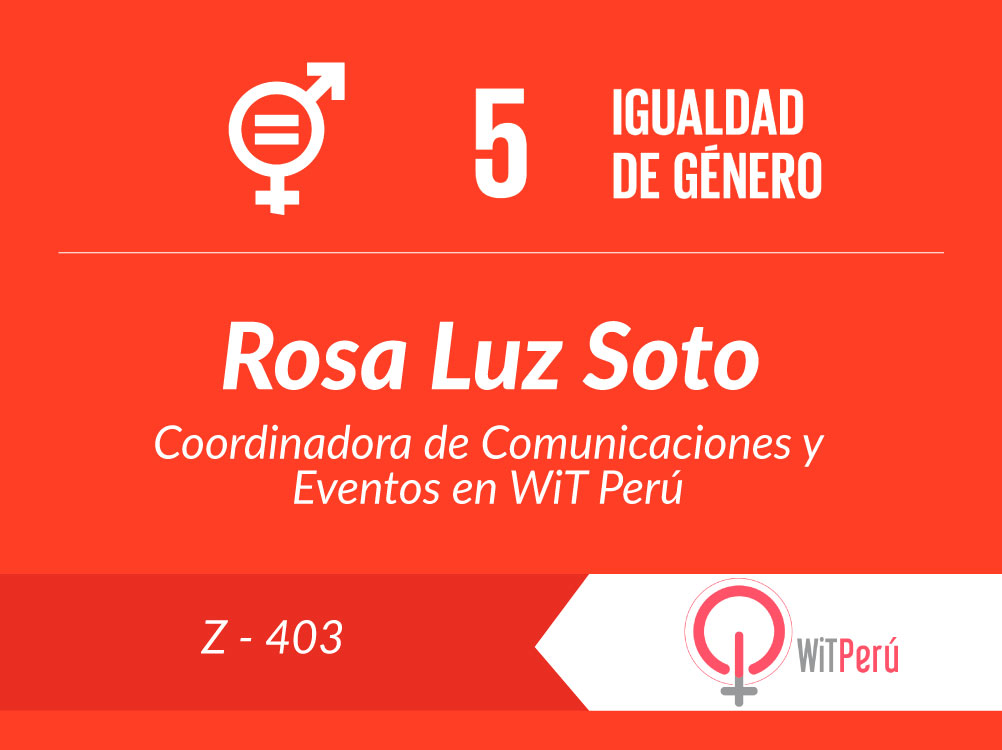 5
IGUALDAD
DE GÉNERO
Rosa Luz Soto
Coordinadora de Comunicaciones y
Eventos en WiT Perú
Z - 403
WiTPerú